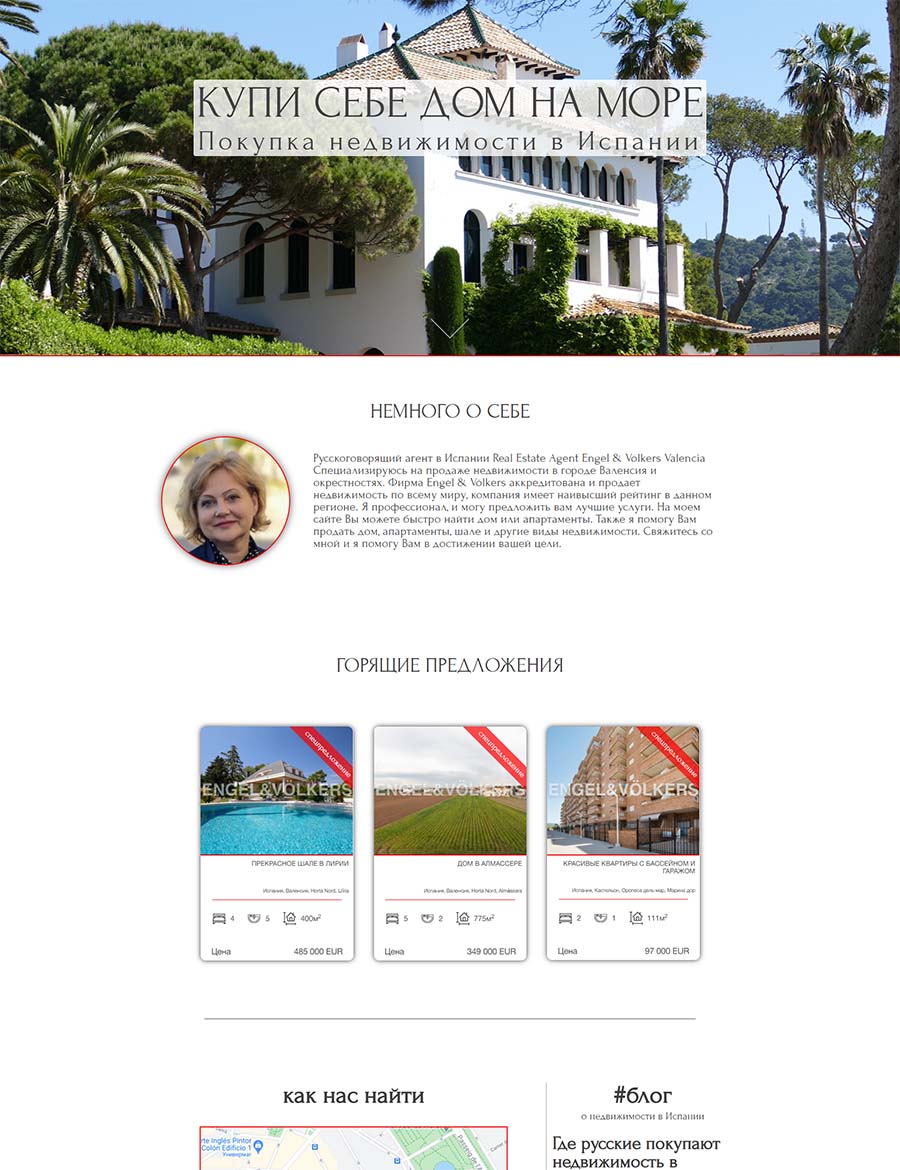 КУПИ СЕБЕ ДОМ НА МОРЕ
Покупка недвижимости в Испании
НЕМНОГО О СЕБЕ
Русскоговорящий агент в Испании Real Estate Agent Engel & Volkers Valencia
Специализируюсь на продаже недвижимости в городе Валенсия и
окрестностях. Фирма Engel & Volkers аккредитована и продает
недвижимость по всему миру, компания имеет наивысший рейтинг в данном
регионе. Я профессионал, и могу предложить вам лучшие услуги. На моем
сайте Вы можете быстро найти дом или апартаменты. Также я помогу Вам
продать дом, апартаменты, шале и другие виды недвижимости. Свяжитесь со
мной и я помогу Вам в достижении вашей цели.
ГОРЯЩИЕ ПРЕДЛОЖЕНИЯ
спецпредложение
ENGEL&VÖLKERS
ПРЕКРАСНОЕ ШАЛЕ В ЛИРИИ
Испания, Валенсия, Horta Nord, Llíria
4 5 400м²
Цена 485 000 EUR
спецпредложение
ENGEL&VÖLKERS
ДОМ В АЛМАССЕРЕ
Испания, Валенсия, Horta Nord, Almàssera
5 2 775м²
Цена 349 000 EUR
спецпредложение
ENGEL&VÖLKERS
КРАСИВЫЕ КВАРТИРЫ С БАССЕЙНОМ И
ГАРАЖОМ
Испания, Кастельон, Оропеса дель мар, Марина дор
2 1 111м²
Цена 97 000 EUR
как нас найти
rte Inglés Pintor
Colón Edificio 1
Универмаг
#блог
о недвижимости в Испании
Где русские покупают
недвижимость в